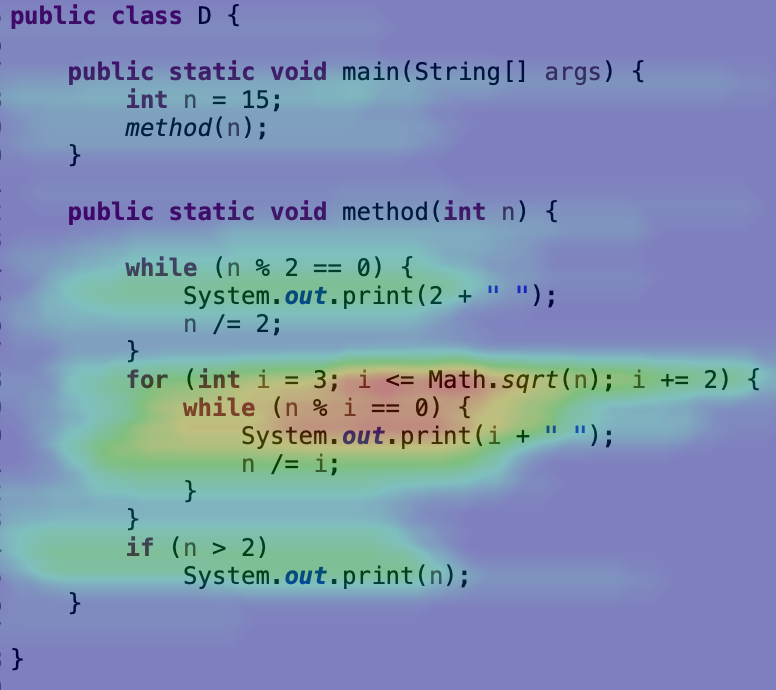 public class D {
    public static void main(String[] args) {
        int n = 15;
        method(n);
    }
    public static void method(int n) {
        while (n % 2 == 0) {
            System.out.print(2 + " ");
            n /= 2;
        }
        for (int i = 3; i <= Math.sqrt(n); i += 2) {
            while (n % i == 0) {
                System.out.print(i + " ");
                n /= i;
            }
        }
        if (n > 2)
            System.out.print(n);
    }
}